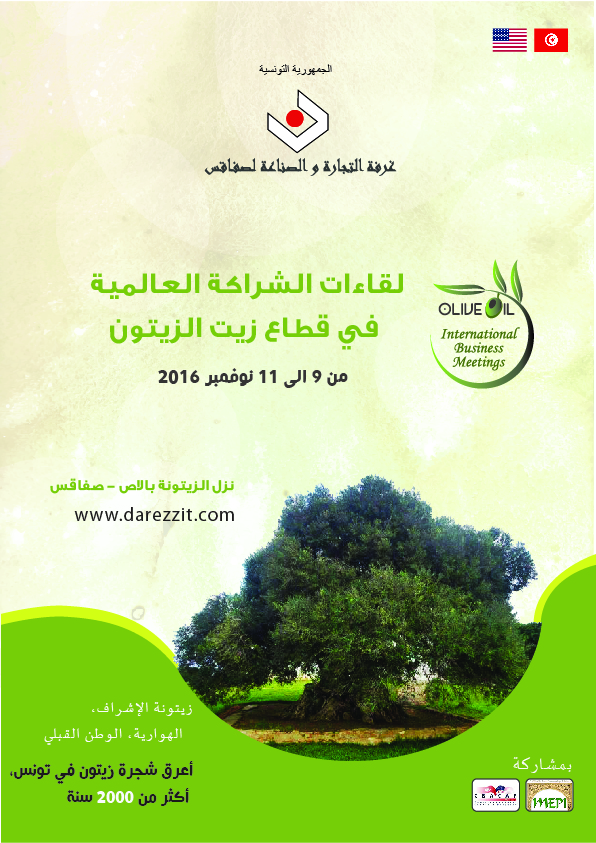 الجمهورية التونسية
غرفة التجارة و الصناعة لصفاقس
لقاءات الشراكة العالمية
في قطاع زيت الزيتون
من 9 الى 11 نوفمبر 2016
OLIVE OIL
International
Business
Meetings
نزل الزيتونة بالاص - صفاقس
www.darezzit.com
زيتونة الإشراف،
الهوارية، الوطن القبلي
أعرق شجرة زيتون في تونس،
أكثر من 2000 سنة
بمشاركة
MEPI